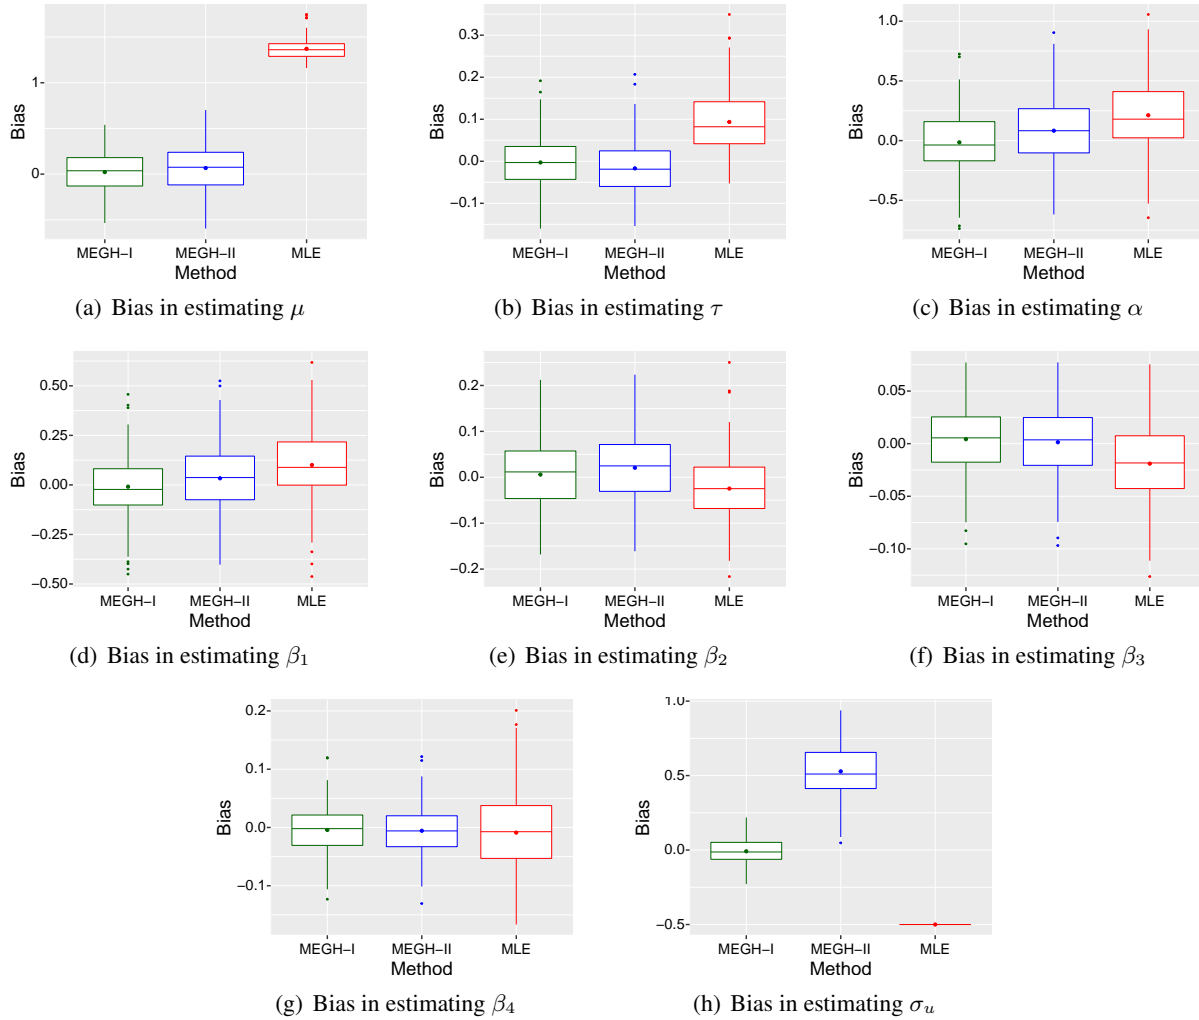 1
0
Bias
MEGH−I MEGH−II MLE
Method
(a) Bias in estimating μ
0.3
0.2
0.1
0.0
−0.1
Bias
MEGH−I MEGH−II MLE
Method
(b) Bias in estimating τ
1.0
0.5
0.0
−0.5
Bias
MEGH−I MEGH−II MLE
Method
(c) Bias in estimating α
0.50
0.25
0.00
−0.25
−0.50
Bias
MEGH−I MEGH−II MLE
Method
(d) Bias in estimating β1
0.2
0.1
0.0
−0.1
−0.2
Bias
MEGH−I MEGH−II MLE
Method
(e) Bias in estimating β2
0.05
0.00
−0.05
−0.10
Bias
MEGH−I MEGH−II MLE
Method
(f) Bias in estimating β3
0.2
0.1
0.0
−0.1
Bias
MEGH−I MEGH−II MLE
Method
(g) Bias in estimating β4
1.0
0.5
0.0
−0.5
Bias
MEGH−I MEGH−II MLE
Method
(h) Bias in estimating σu